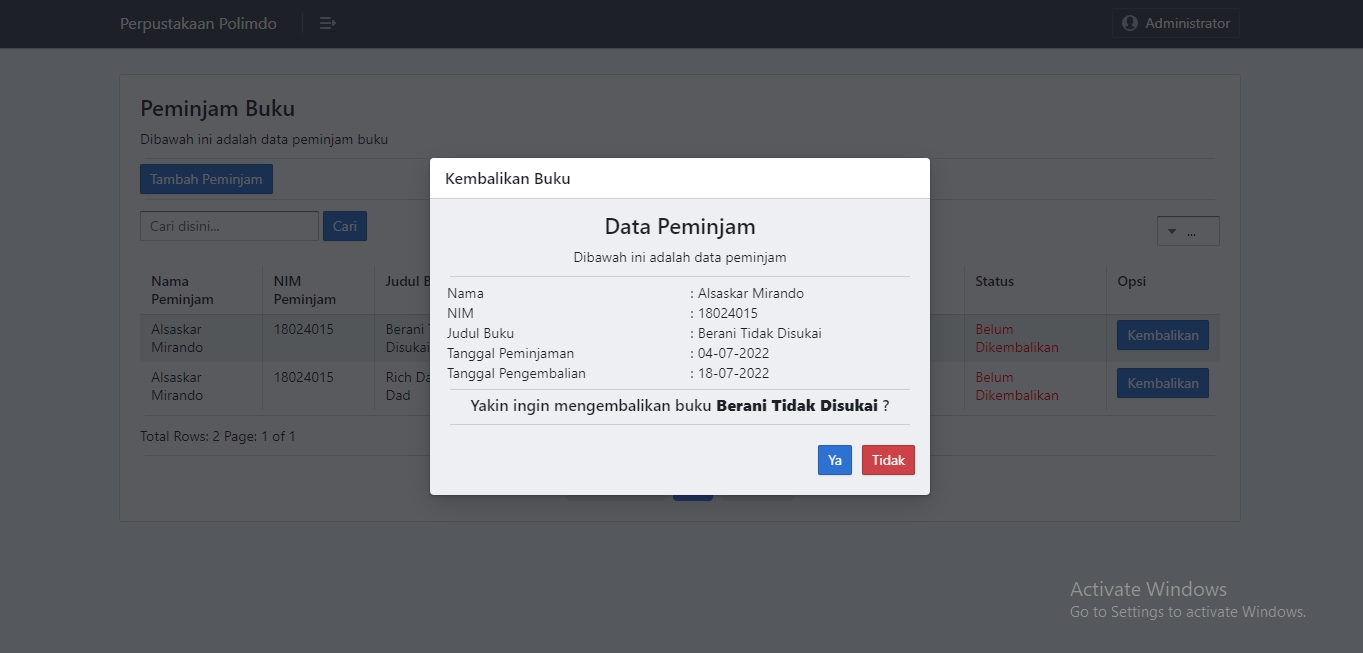 Perpustakaan Polimdo
Administrator
Peminjam Buku
Dibawah ini adalah data peminjam buku
Tambah Peminjam
Cari disini...
Cari
...
Nama Peminjam
NIM Peminjam
Judul
Status
Opsi
Alsaskar Mirando
18024015
Berani
Disukai
Belum Dikembalikan
Kembalikan
Alsaskar Mirando
18024015
Rich
Dad
Belum Dikembalikan
Kembalikan
Total Rows: 2 Page: 1 of 1
Kembalikan Buku
Data Peminjam
Dibawah ini adalah data peminjam
Nama : Alsaskar Mirando
NIM : 18024015
Judul Buku : Berani Tidak Disukai
Tanggal Peminjaman : 04-07-2022
Tanggal Pengembalian : 18-07-2022
Yakin ingin mengembalikan buku Berani Tidak Disukai ?
Ya
Tidak
Activate Windows
Go to Settings to activate Windows.